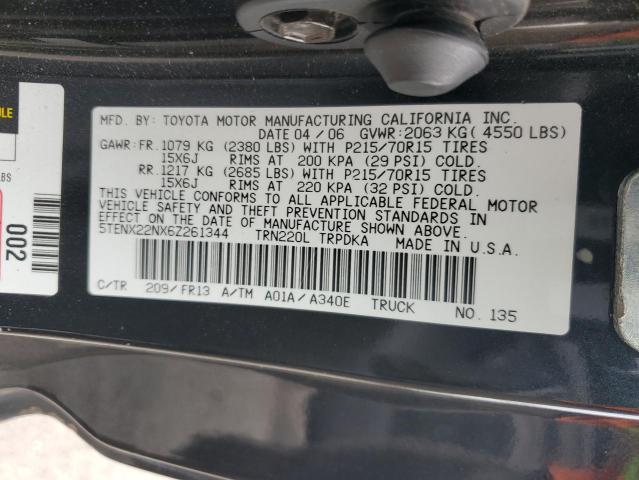 MFD. BY: TOYOTA MOTOR MANUFACTURING CALIFORNIA INC.
DATE 04/06 GVWR: 2063 KG( 4550 LBS)
GAWR: FR. 1079 KG (2380 LBS) WITH P215/70R15 TIRES
15X6J RIMS AT 200 KPA (29 PSI) COLD.
RR. 1217 KG (2685 LBS) WITH P215/70R15 TIRES
15X6J RIMS AT 220 KPA (32 PSI) COLD.
THIS VEHICLE CONFORMS TO ALL APPLICABLE FEDERAL MOTOR
VEHICLE SAFETY AND THEFT PREVENTION STANDARDS IN
EFFECT ON THE DATE OF MANUFACTURE SHOWN ABOVE.
5TENX22NX6Z261344 TRN220L TRPDKA MADE IN U.S.A.
C/TR 209/FR13 A/TM A01A/A340E TRUCK NO. 135
LBS
002